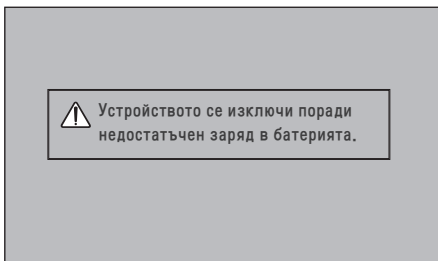 Устройството се изключи поради
недостатъчен заряд в батерията.